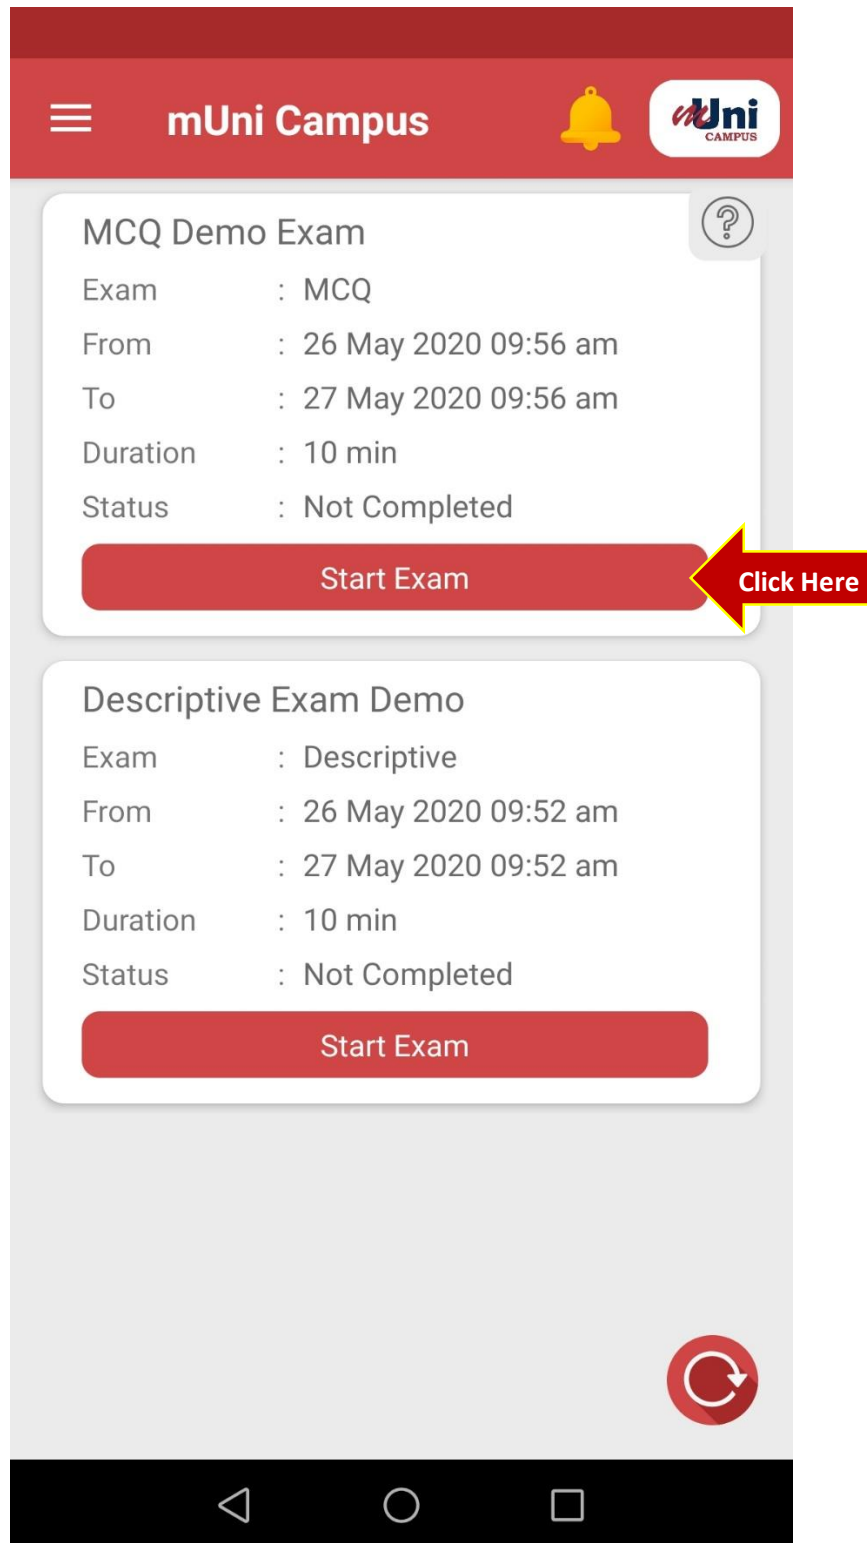 mUni Campus
mUni
CAMPUS
MCQ Demo Exam
Exam : MCQ
From : 26 May 2020 09:56 am
To : 27 May 2020 09:56 am
Duration : 10 min
Status : Not Completed
Start Exam
Click Here
Descriptive Exam Demo
Exam : Descriptive
From : 26 May 2020 09:52 am
To : 27 May 2020 09:52 am
Duration : 10 min
Status : Not Completed
Start Exam